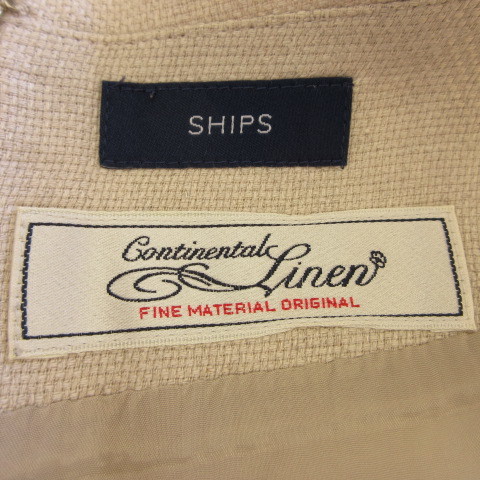 SHIPS
Continental
Linen
FINE MATERIAL ORIGINAL